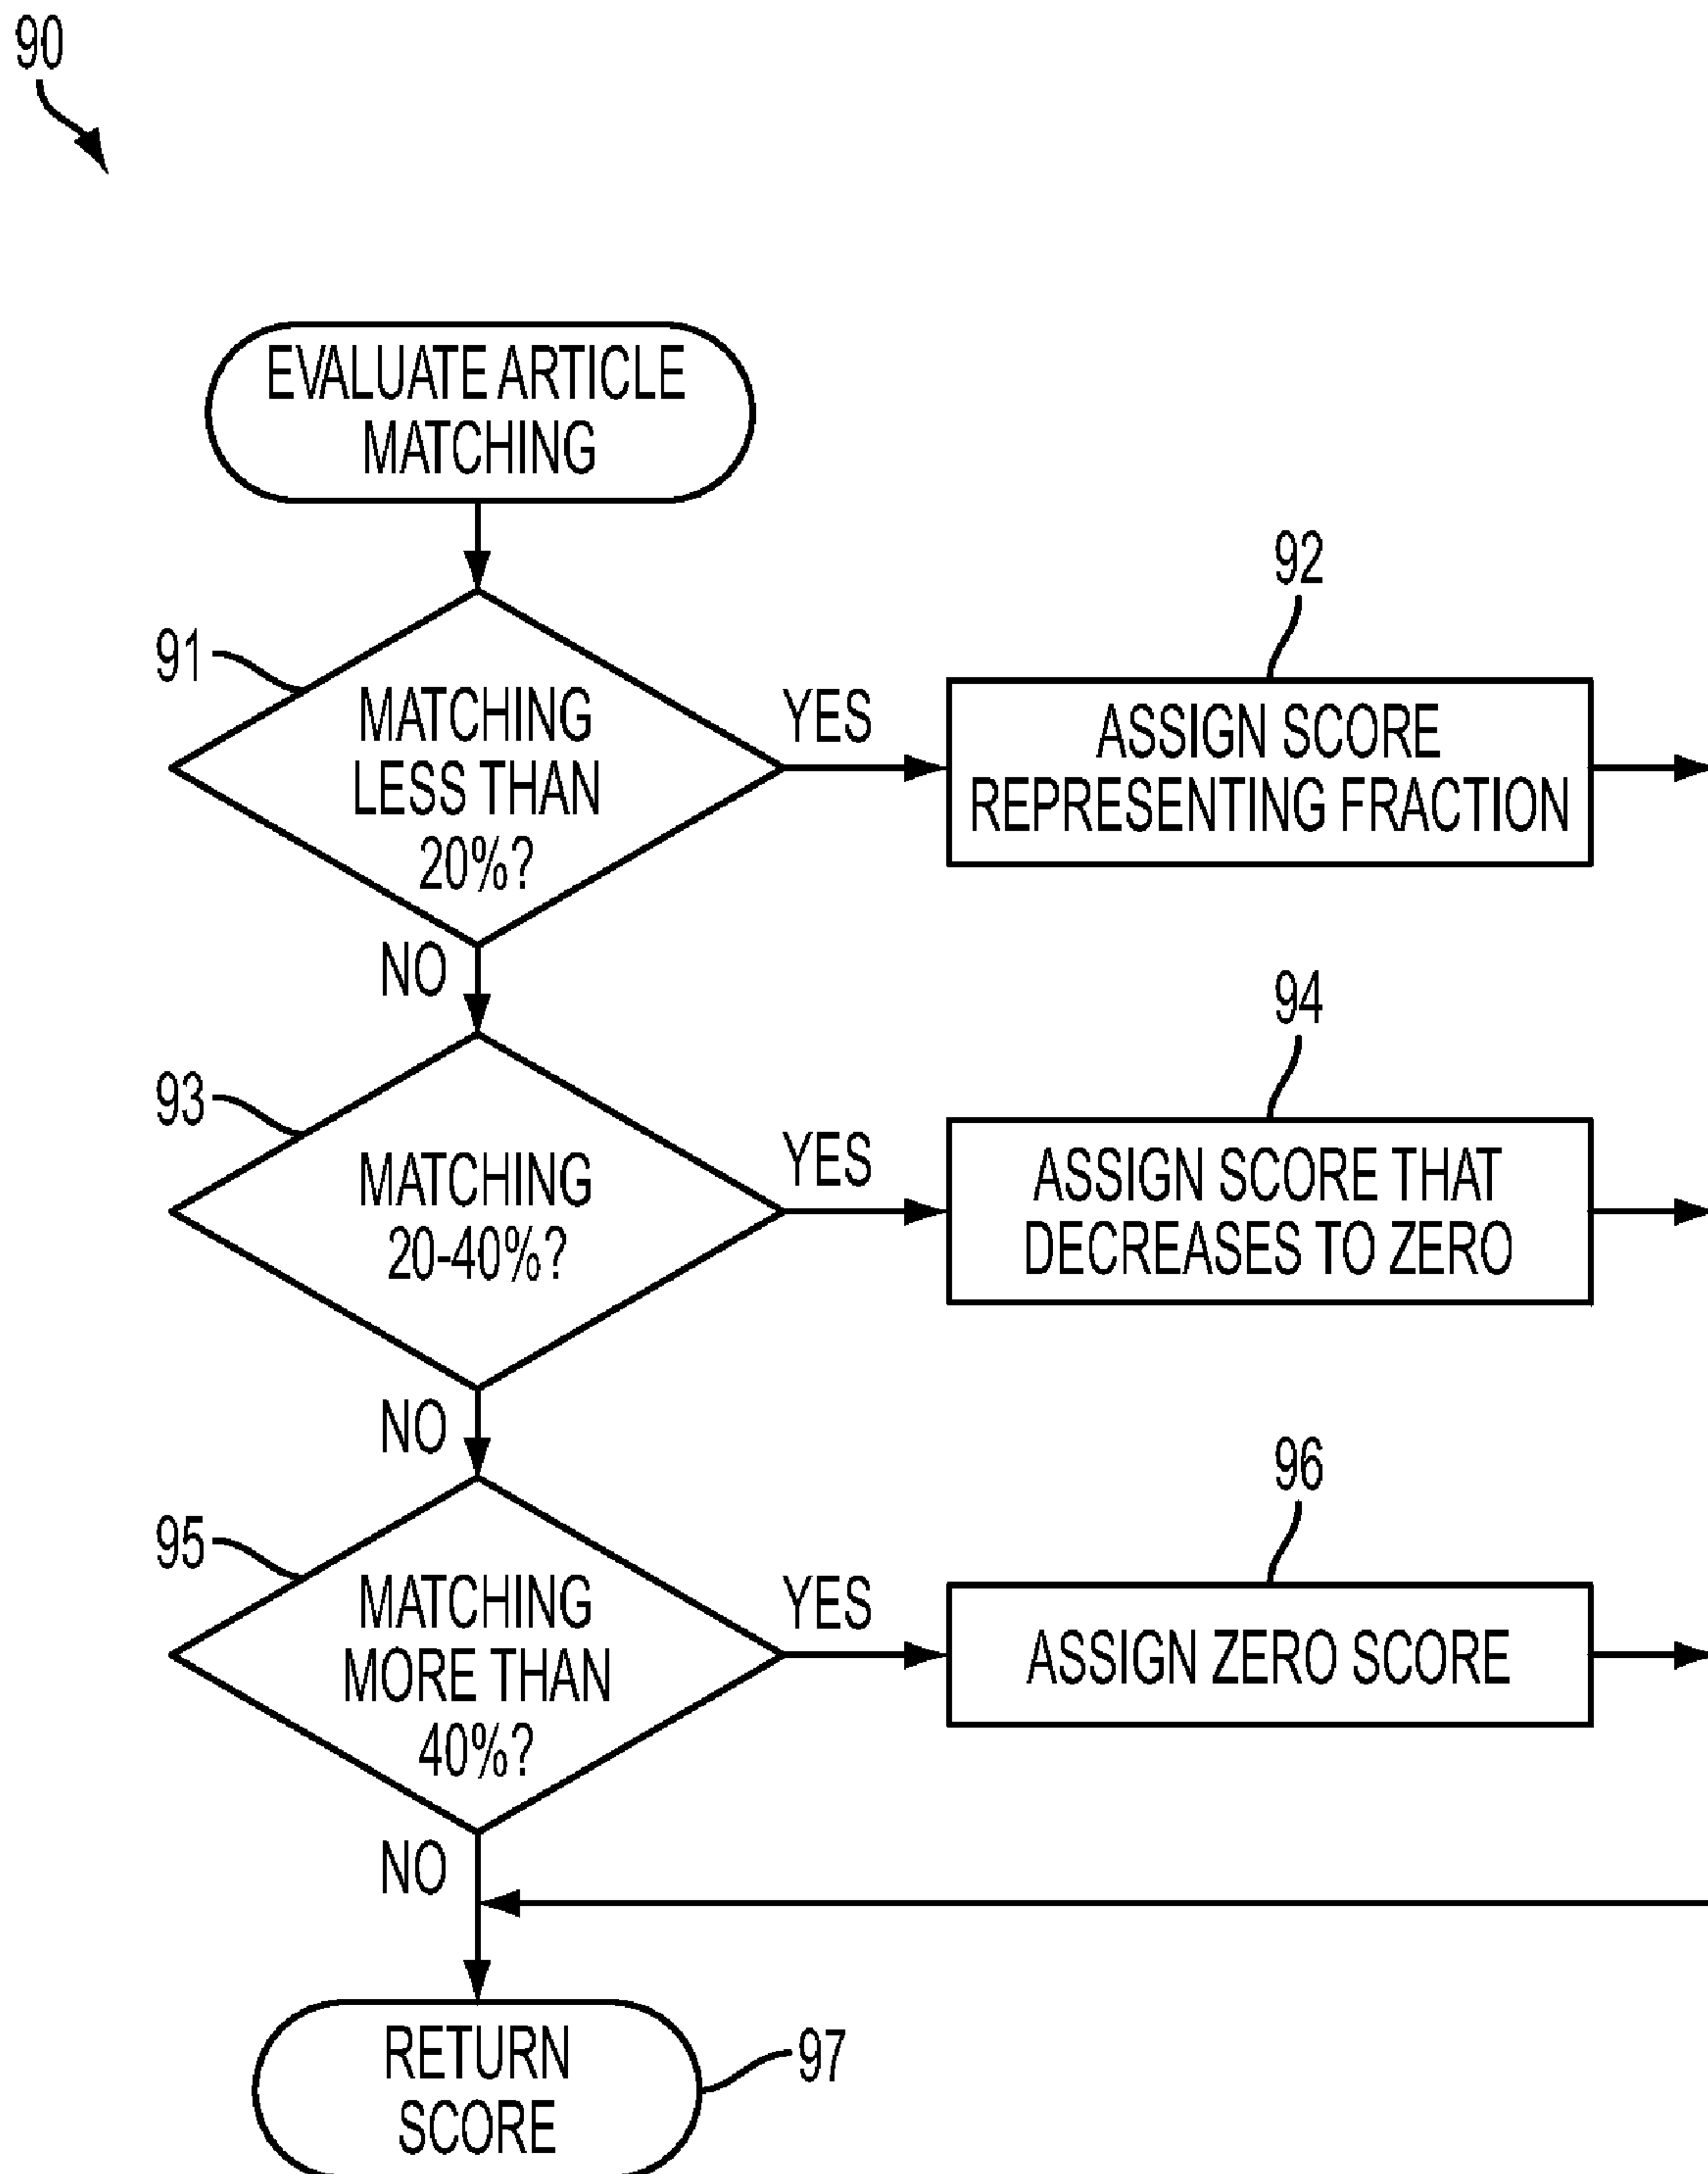 90
EVALUATE ARTICLE
MATCHING
91
MATCHING
LESS THAN
20%?
YES
92
ASSIGN SCORE
REPRESENTING FRACTION
NO
93
MATCHING
20-40%?
YES
94
ASSIGN SCORE THAT
DECREASES TO ZERO
NO
95
MATCHING
MORE THAN
40%?
YES
96
ASSIGN ZERO SCORE
NO
RETURN
SCORE
97